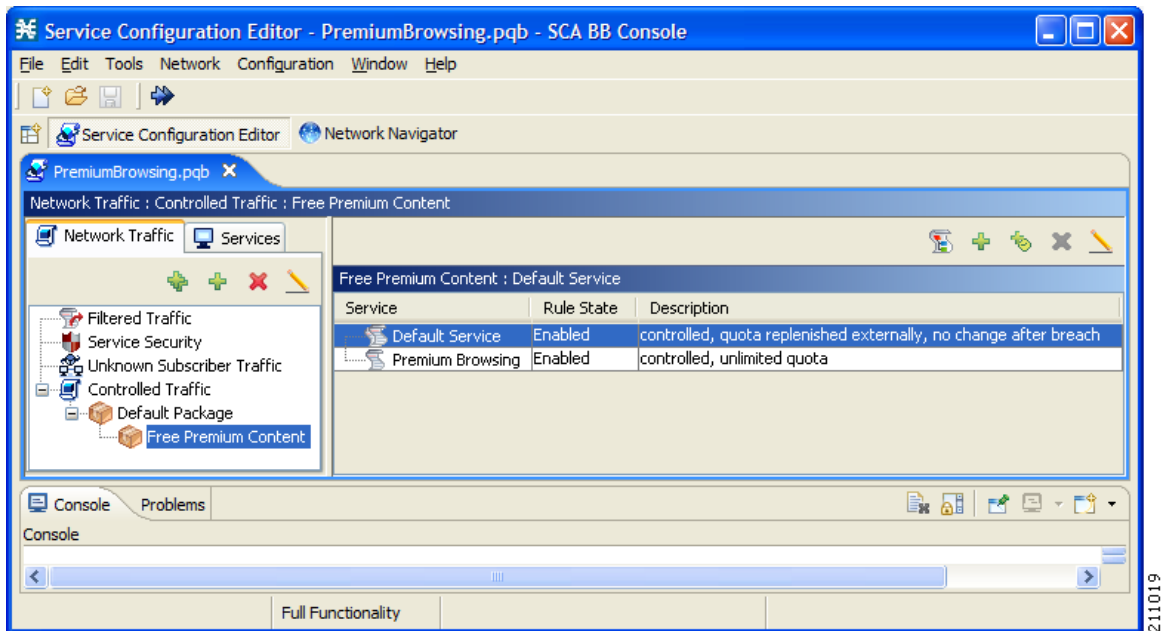 Service Configuration Editor - PremiumBrowsing.pqb - SCA BB Console
File Edit Tools Network Configuration Window Help
Service Configuration Editor Network Navigator
PremiumBrowsing.pqb
Network Traffic : Controlled Traffic : Free Premium Content
Network Traffic Services
Filtered Traffic
Service Security
Unknown Subscriber Traffic
Controlled Traffic
Default Package
Free Premium Content
Free Premium Content : Default Service
Service Rule State Description
Default Service Enabled controlled, quota replenished externally, no change after breach
Premium Browsing Enabled controlled, unlimited quota
Console Problems
Console
Full Functionality
211019